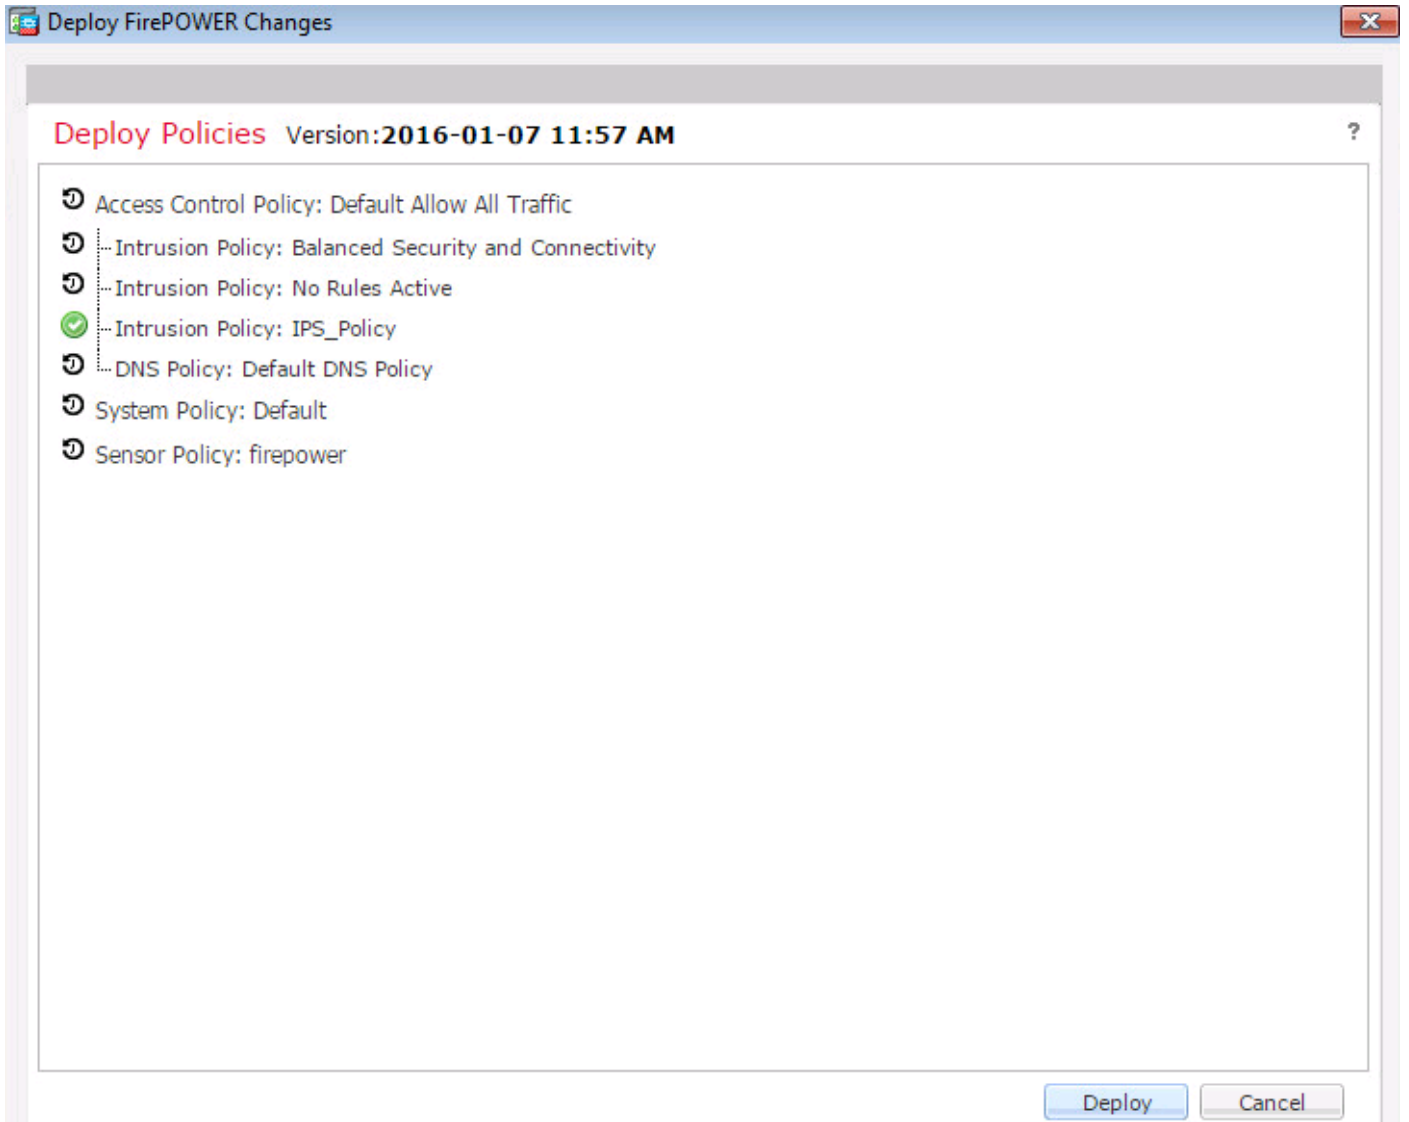 Deploy FirePOWER Changes
Deploy Policies Version:2016-01-07 11:57 AM ?
Access Control Policy: Default Allow All Traffic
Intrusion Policy: Balanced Security and Connectivity
Intrusion Policy: No Rules Active
Intrusion Policy: IPS_Policy
DNS Policy: Default DNS Policy
System Policy: Default
Sensor Policy: firepower
Deploy Cancel